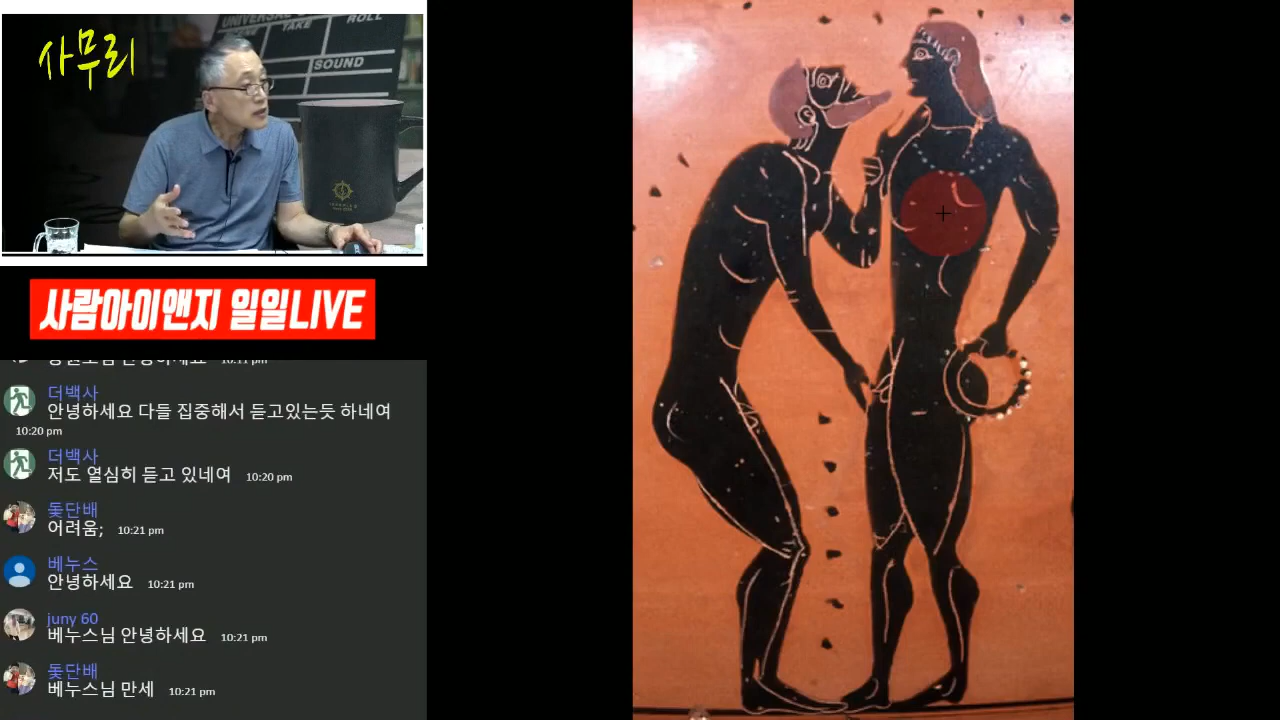 사무리
UNIVERSAL
ROLL
TAKE
SOUND
사람아이앤지 일일LIVE
10:11 pm
더백사
안녕하세요 다들 집중해서 듣고있는듯 하네여
10:20 pm
더백사
저도 열심히 듣고 있네여 10:20 pm
돛단배
어려움; 10:21 pm
베누스
안녕하세요 10:21 pm
juny 60
베누스님 안녕하세요 10:21 pm
돛단배
베누스님 만세 10:21 pm